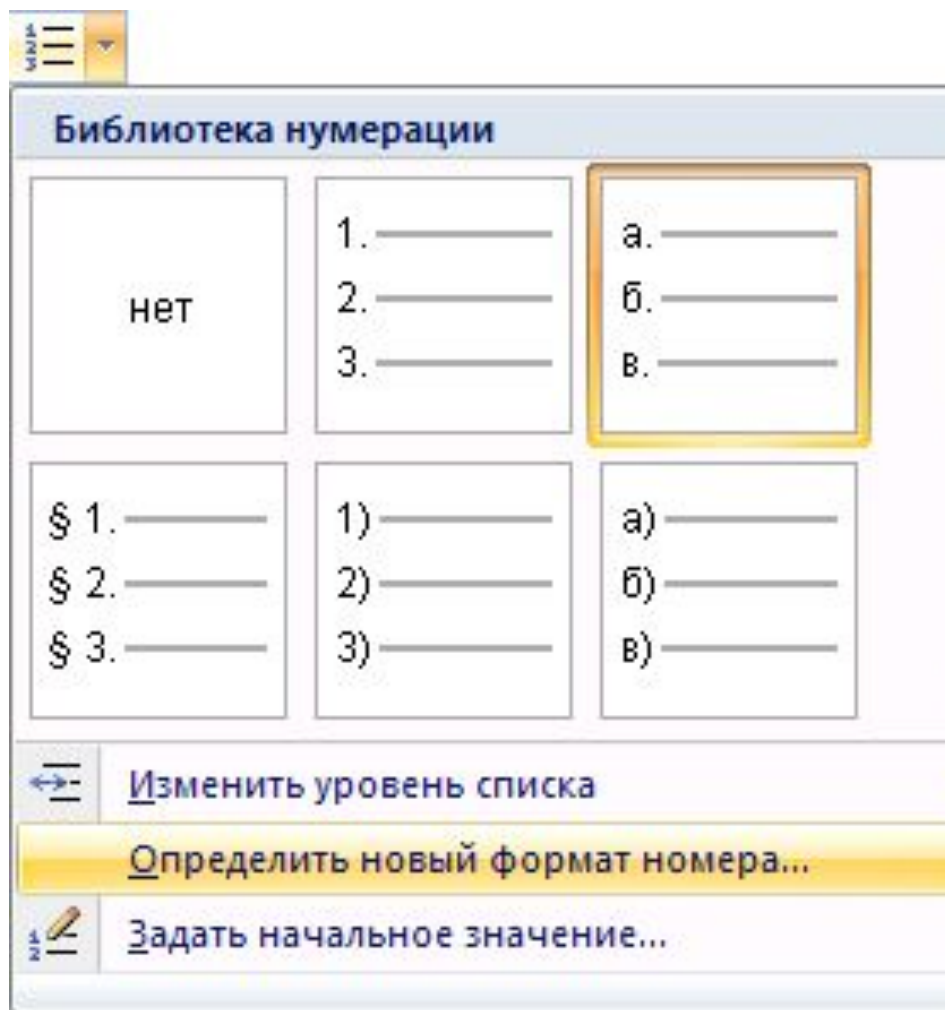 Библиотека нумерации
нет
1.
2.
3.
а.
б.
в.
§ 1.
§ 2.
§ 3.
1)
2)
3)
а)
б)
в)
Изменить уровень списка
Определить новый формат номера...
Задать начальное значение...